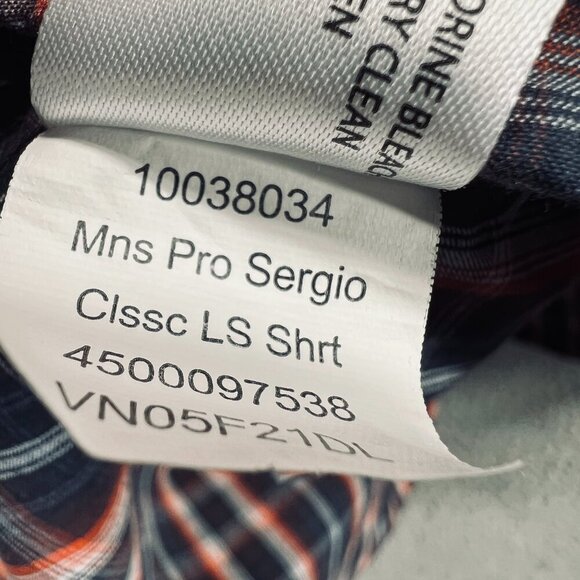 ORINE BLEAC
RY CLEAN
EN
10038034
Mns Pro Sergio
Clssc LS Shrt
4500097538
VN05F21DL